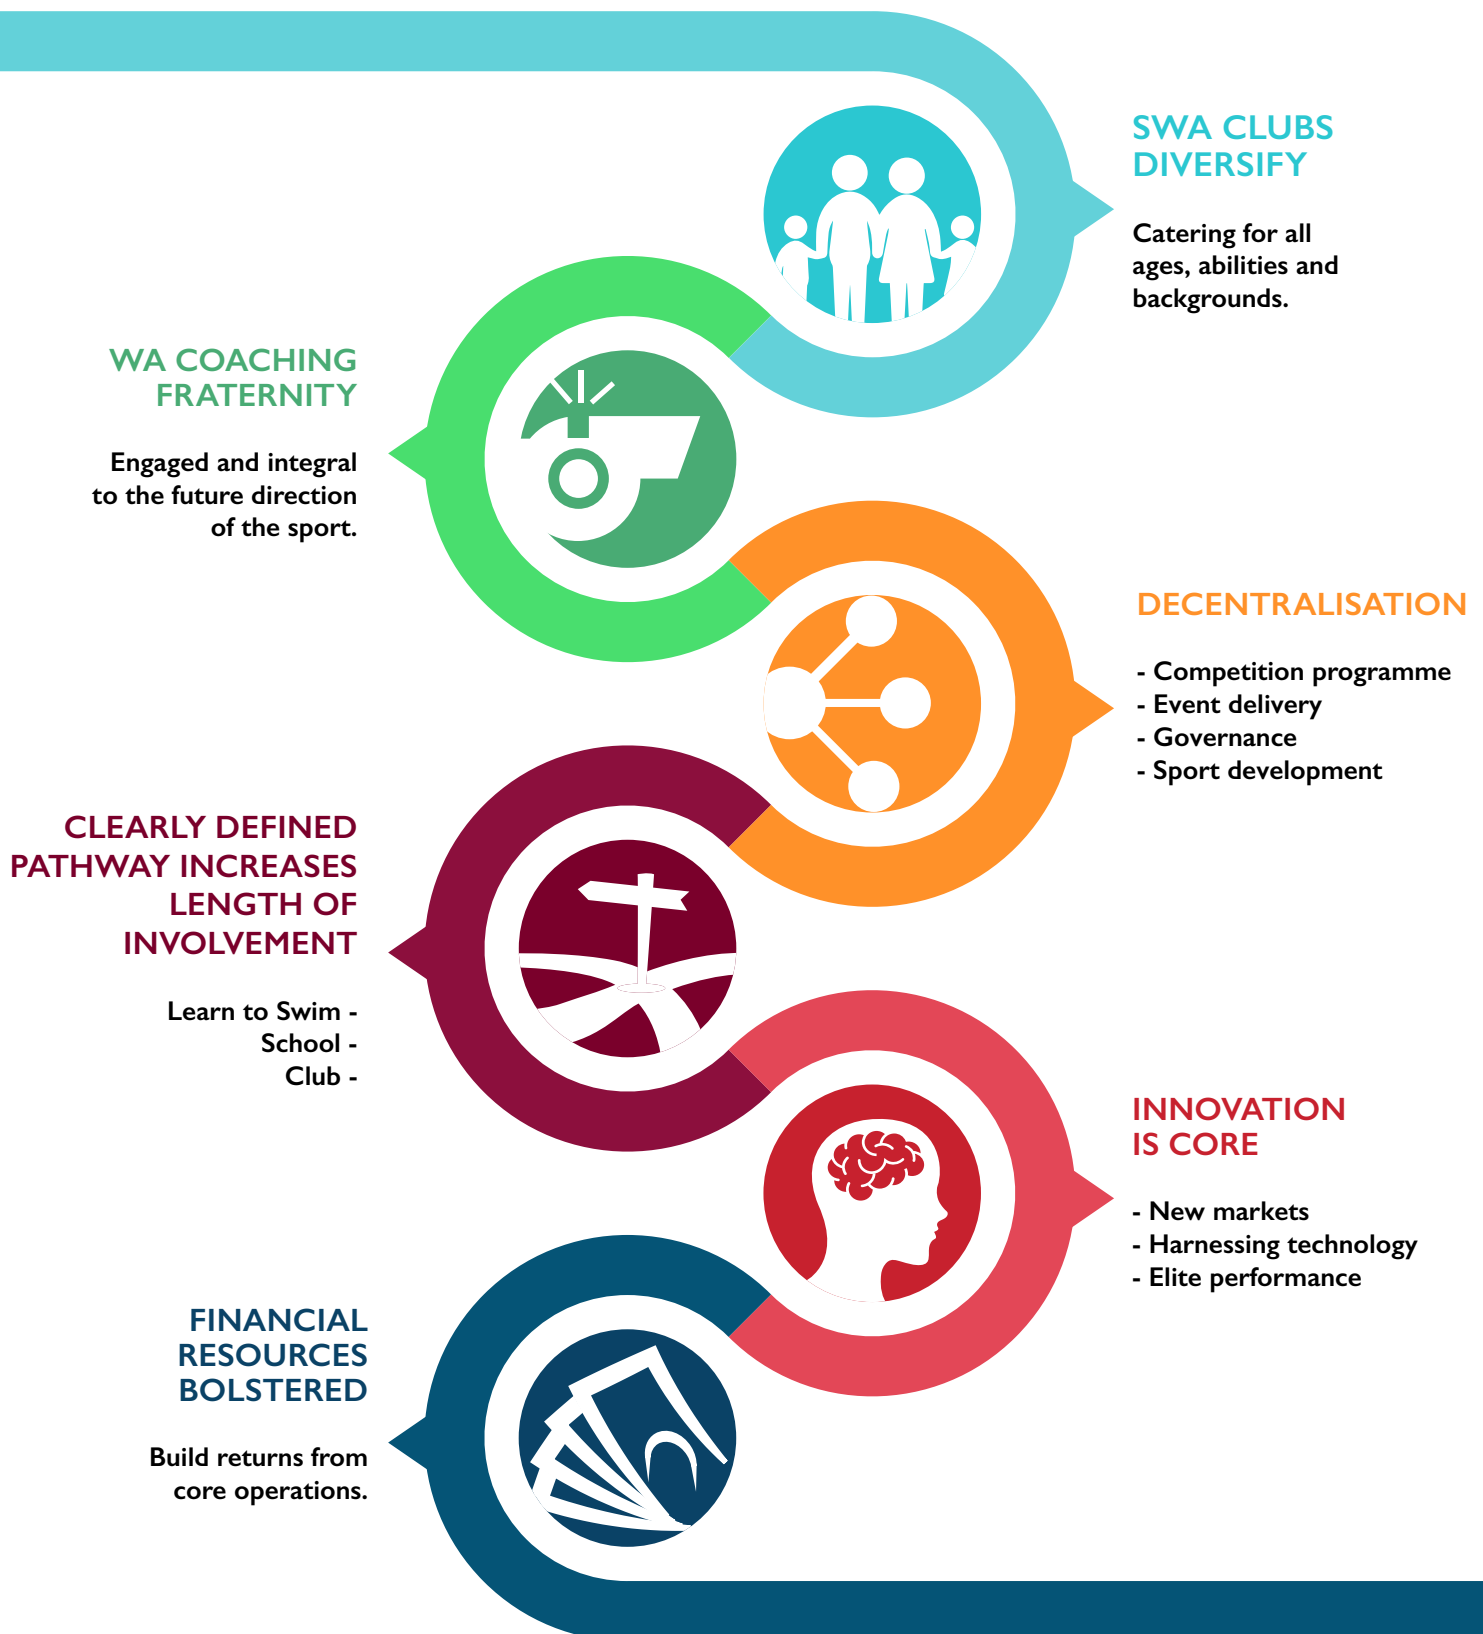 SWA CLUBS
DIVERSIFY
Catering for all
ages, abilities and
backgrounds.
WA COACHING
FRATERNITY
Engaged and integral
to the future direction
of the sport.
DECENTRALISATION
- Competition programme
- Event delivery
- Governance
- Sport development
CLEARLY DEFINED
PATHWAY INCREASES
LENGTH OF
INVOLVEMENT
Learn to Swim -
School -
Club -
INNOVATION
IS CORE
- New markets
- Harnessing technology
- Elite performance
FINANCIAL
RESOURCES
BOLSTERED
Build returns from
core operations.